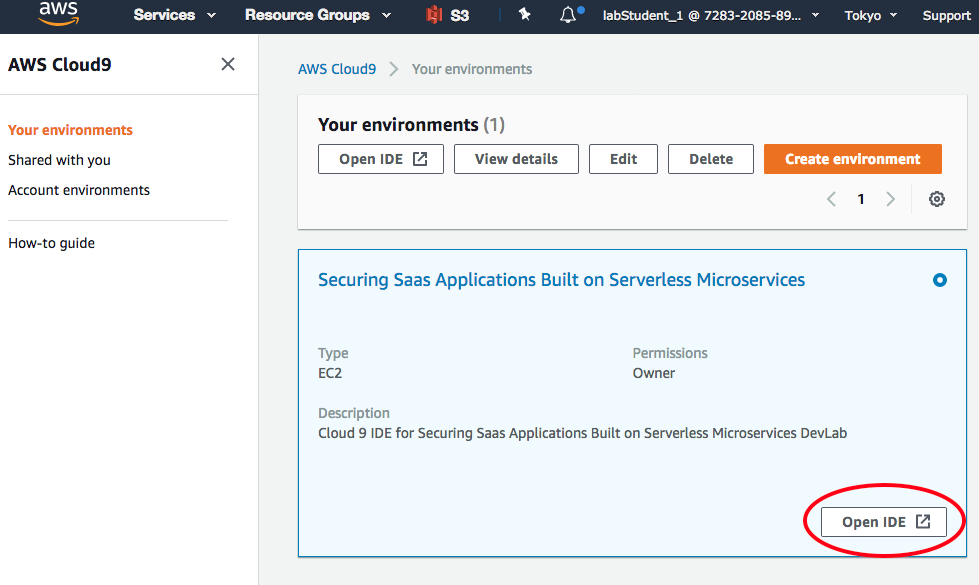 aws Services Resource Groups S3 labStudent_1 @ 7283-2085-89... Tokyo Support
AWS Cloud9
Your environments
Shared with you
Account environments
How-to guide
AWS Cloud9 Your environments
Your environments (1)
Open IDE View details Edit Delete Create environment
1
Securing Saas Applications Built on Serverless Microservices
Type Permissions
EC2 Owner
Description
Cloud 9 IDE for Securing Saas Applications Built on Serverless Microservices DevLab
Open IDE